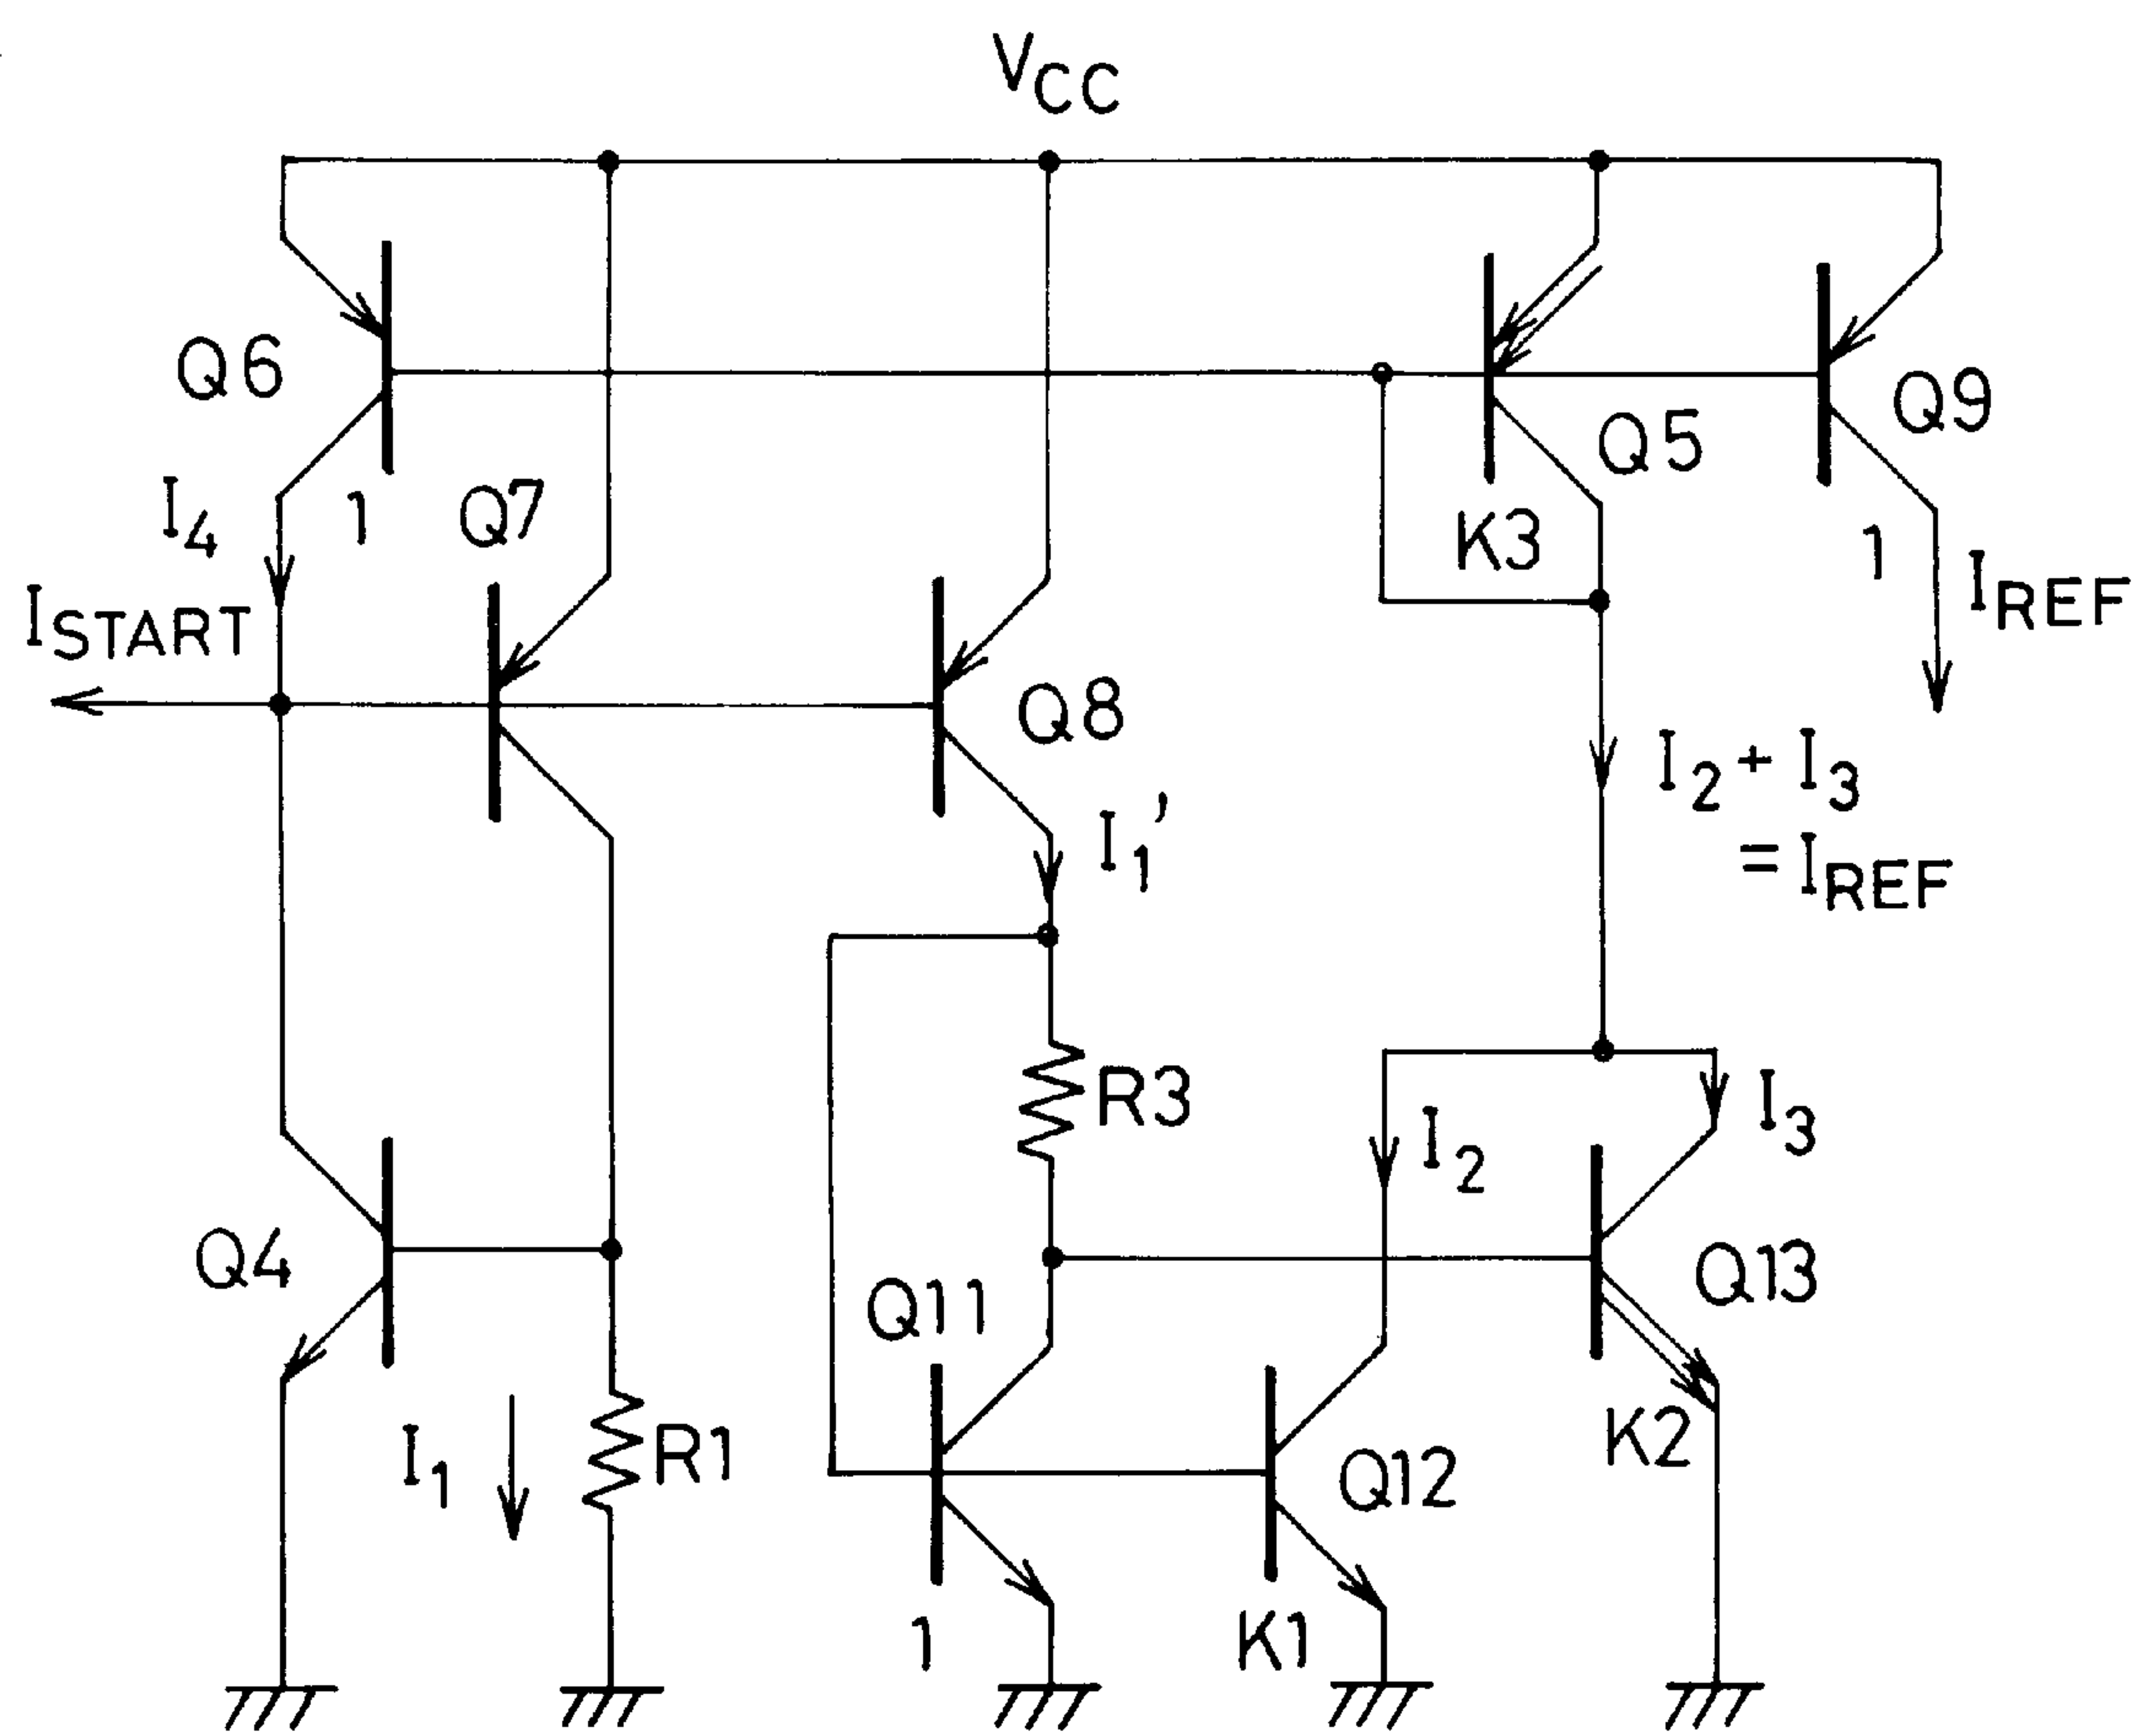 VCC
Q6
Q5
Q9
I4
1
Q7
K3
1
IREF
ISTART
Q8
I2 + I3
= IREF
I1'
R3
I2
I3
Q4
Q11
Q13
I1
R1
Q12
K2
1
K1